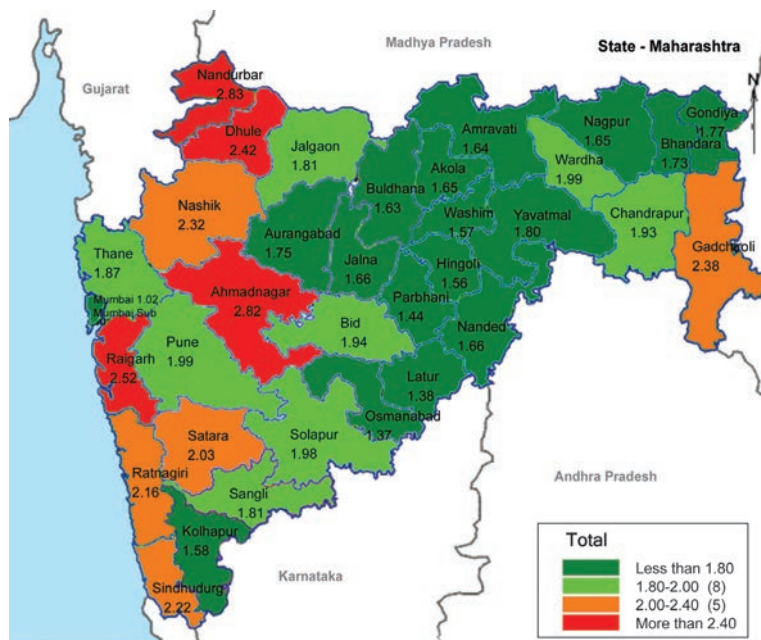 Madhya Pradesh
State - Maharashtra
Gujarat
N
Nandurbar
2.83
Dhule
2.42
Jalgaon
1.81
Nashik
2.32
Buldhana
1.63
Akola
1.65
Amravati
1.64
Nagpur
1.65
Wardha
1.99
Bhandara
1.73
Gondiya
1.77
Washim
1.57
Yavatmal
1.80
Chandrapur
1.93
Gadchiroli
2.38
Aurangabad
1.75
Jalna
1.66
Hingoli
1.56
Parbhani
1.44
Nanded
1.66
Thane
1.87
Mumbai 1.02
Mumbai Sub
Ahmadnagar
2.82
Bid
1.94
Raigarh
2.52
Pune
1.99
Latur
1.38
Osmanabad
1.37
Satara
2.03
Solapur
1.98
Ratnagiri
2.16
Sangli
1.81
Kolhapur
1.58
Sindhudurg
2.22
Andhra Pradesh
Karnataka
Total
Less than 1.80
1.80-2.00 (8)
2.00-2.40 (5)
More than 2.40